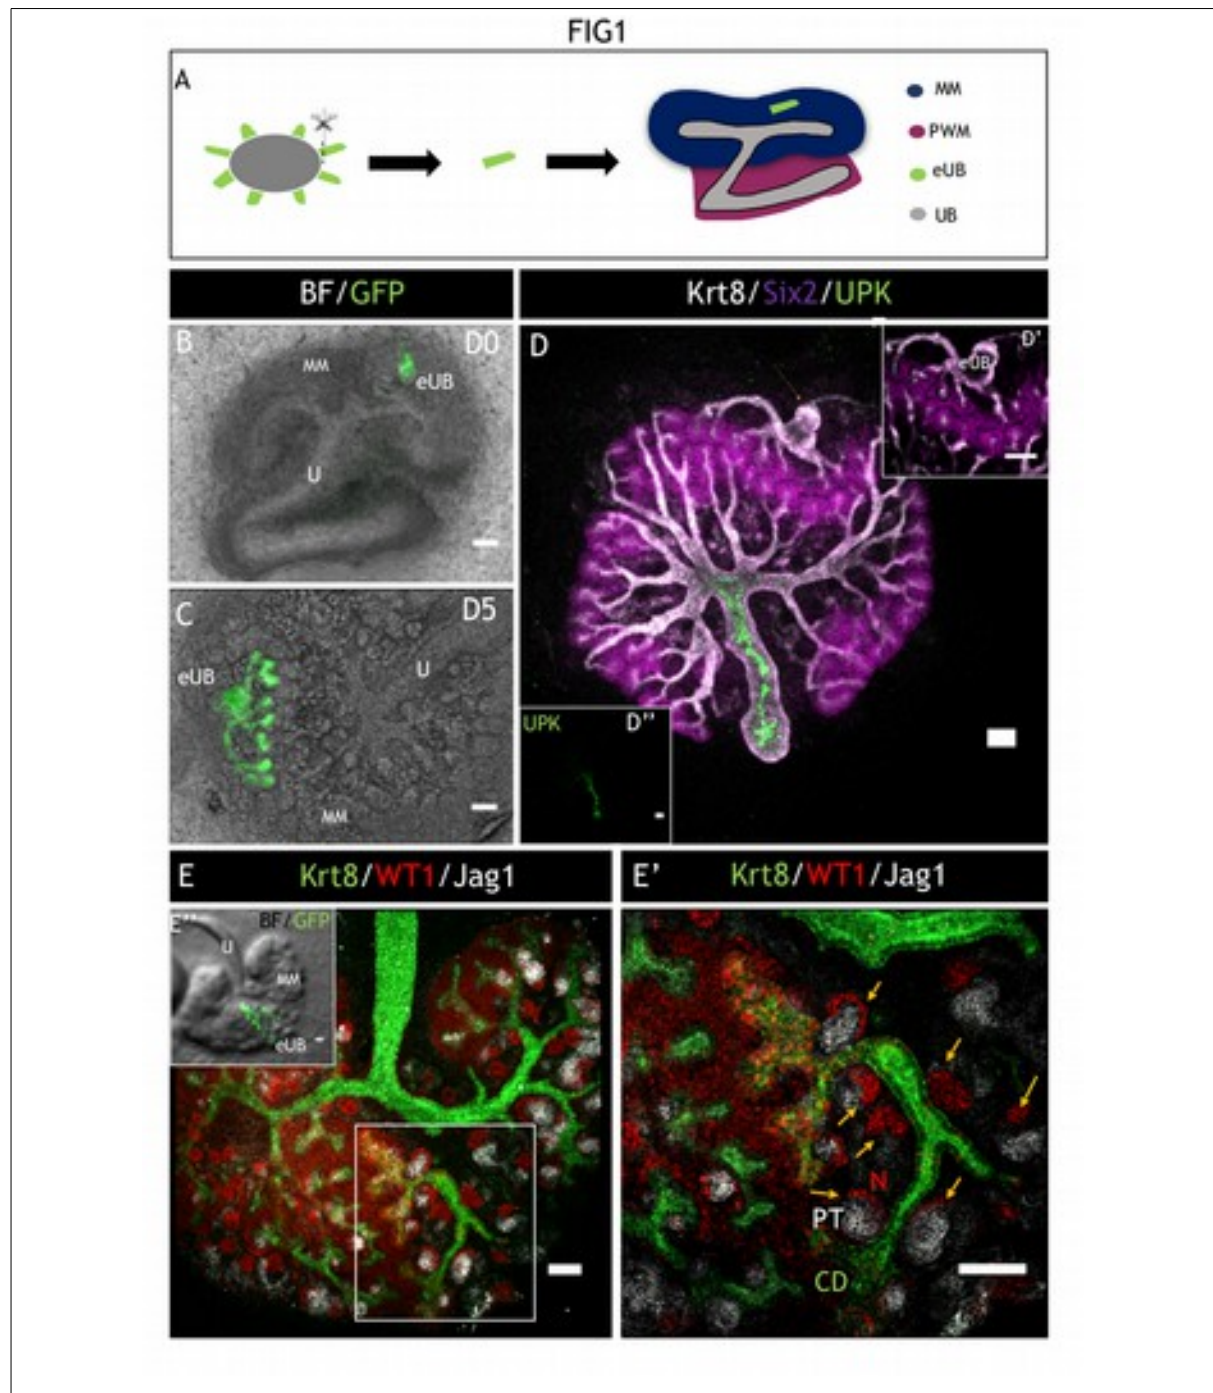 FIG1
A
MM
PWM
eUB
UB
BF/GFP
Krt8/Six2/UPK
B
D0
MM
eUB
U
D
D'
eUB
C
D5
eUB
U
MM
UPK
D''
E
Krt8/WT1/Jag1
E'
Krt8/WT1/Jag1
E''
BF/GFP
U
MM
eUB
N
PT
CD